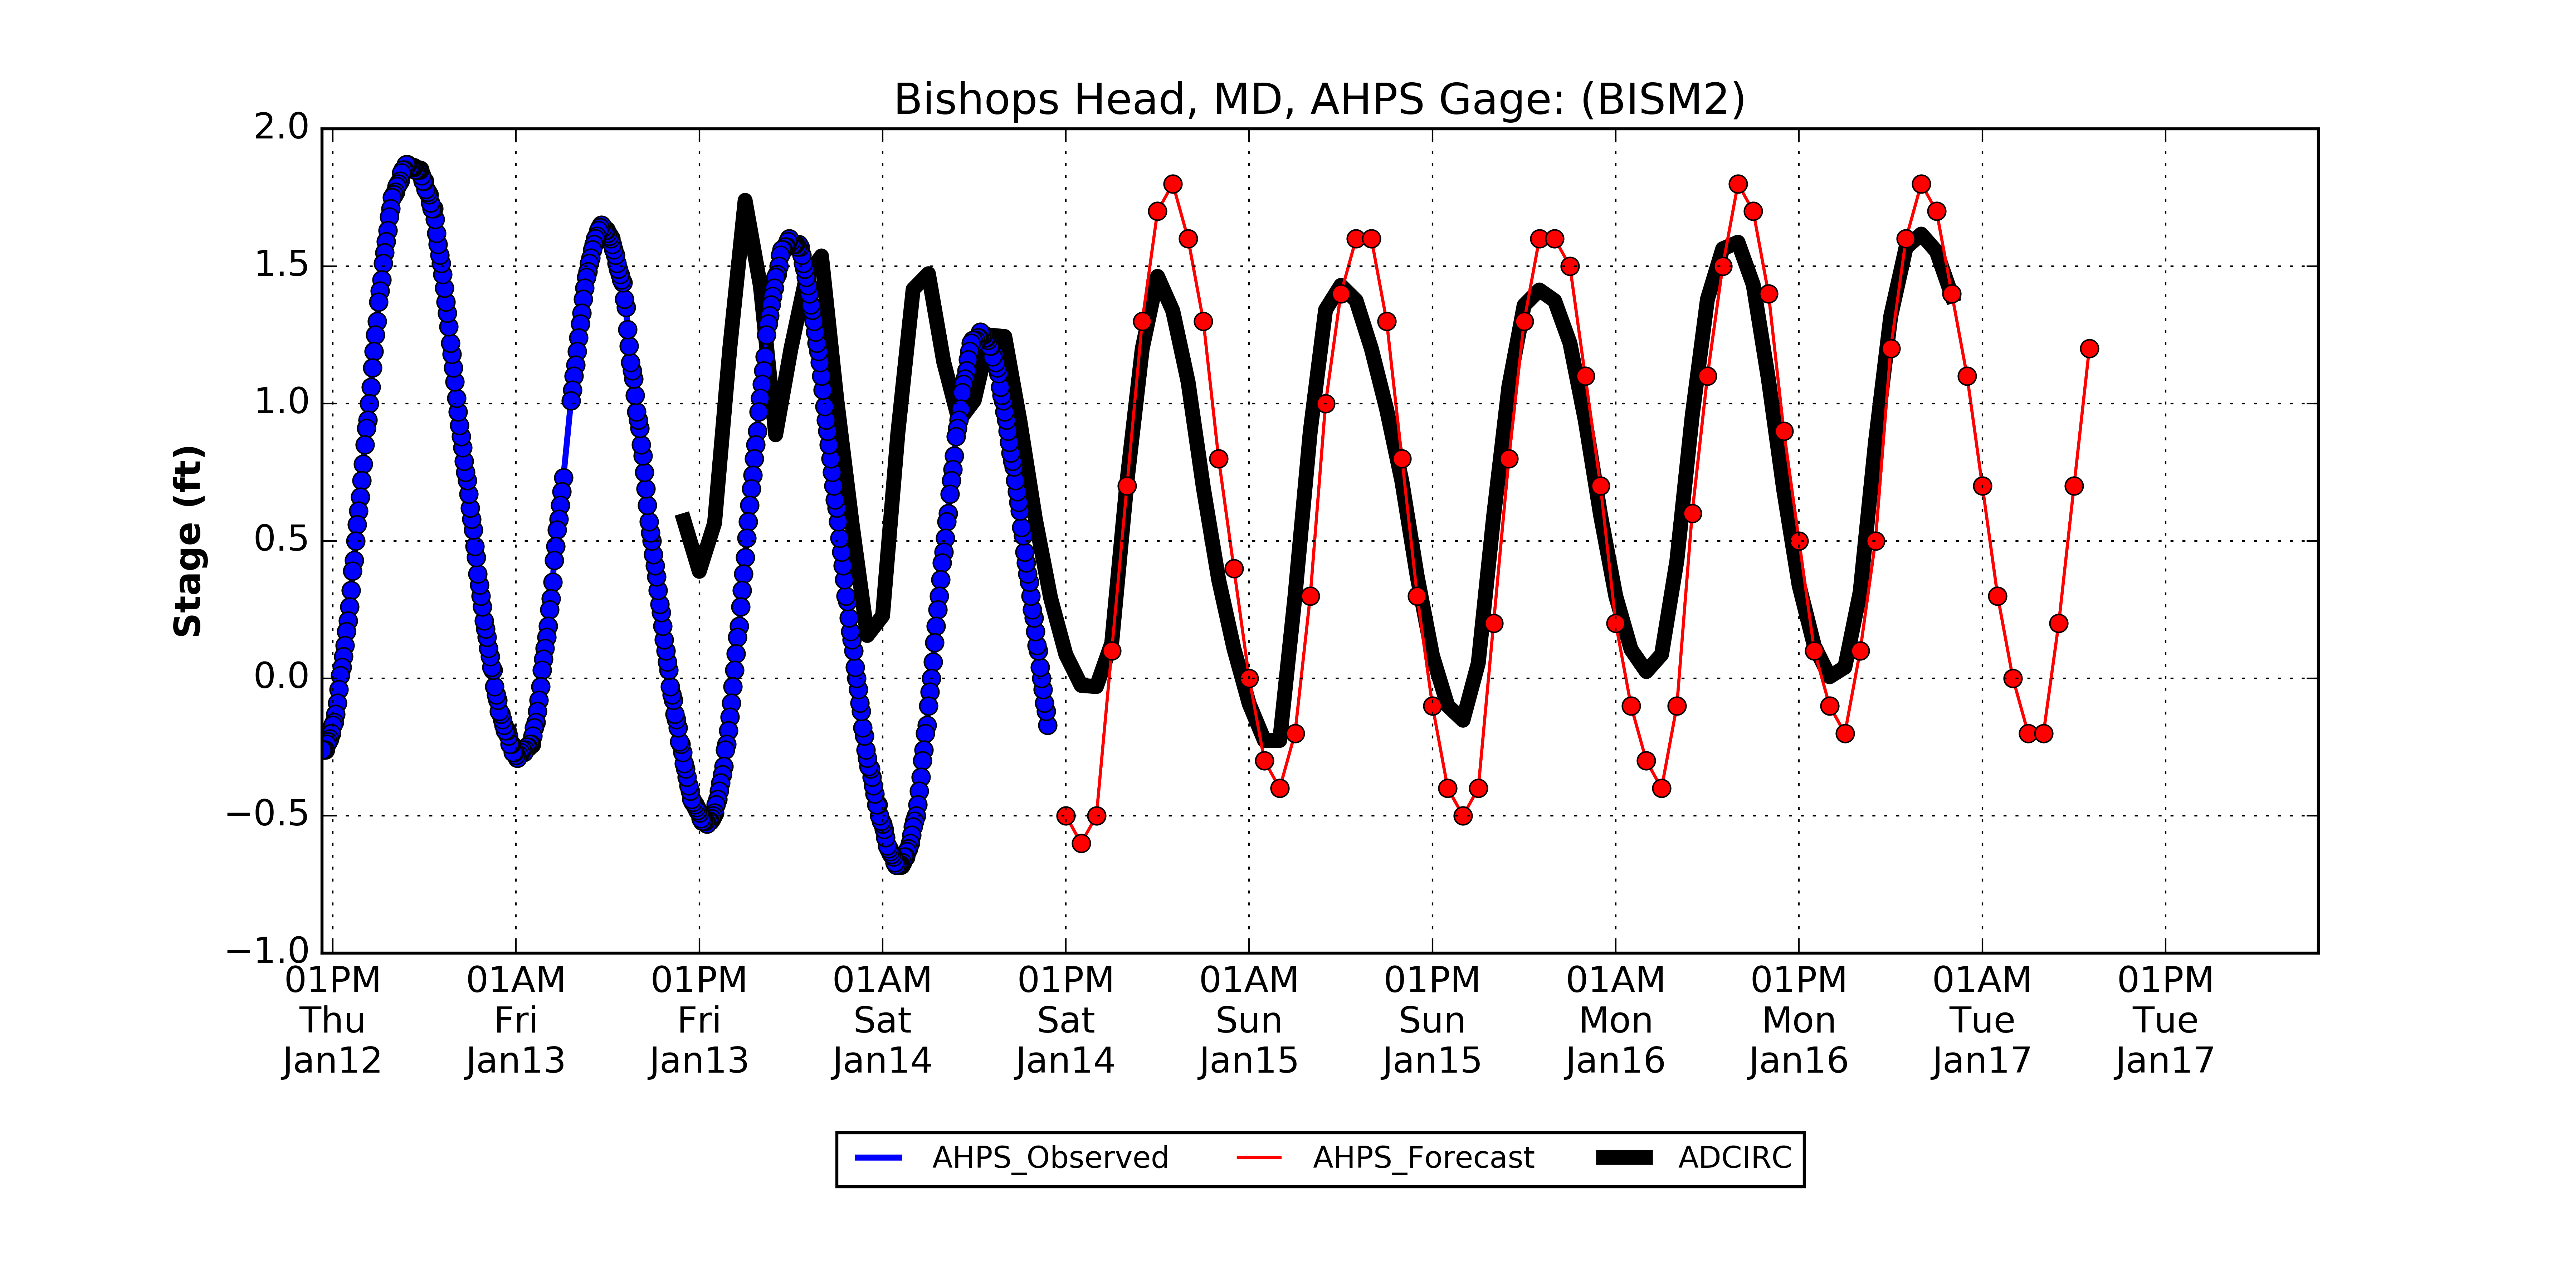 Bishops Head, MD, AHPS Gage: (BISM2)
2.0
1.5
1.0
0.5
0.0
−0.5
−1.0
Stage (ft)
01PM 01AM 01PM 01AM 01PM 01AM 01PM 01AM 01PM 01AM 01PM
Thu Fri Fri Sat Sat Sun Sun Mon Mon Tue Tue
Jan12 Jan13 Jan13 Jan14 Jan14 Jan15 Jan15 Jan16 Jan16 Jan17 Jan17
AHPS_Observed AHPS_Forecast ADCIRC